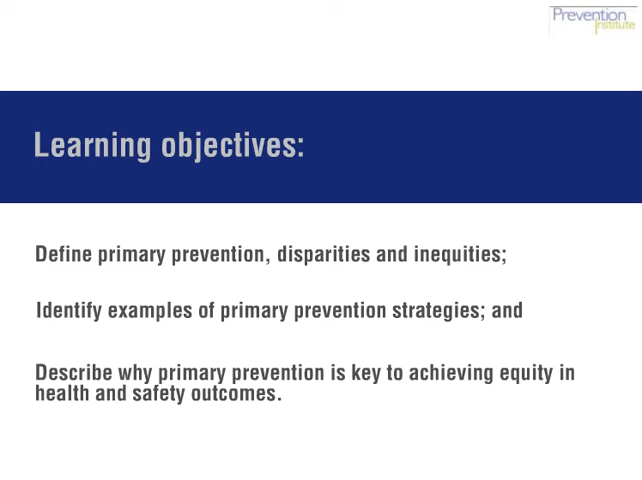 Prevention
Institute
Learning objectives:
Define primary prevention, disparities and inequities;
Identify examples of primary prevention strategies; and
Describe why primary prevention is key to achieving equity in
health and safety outcomes.